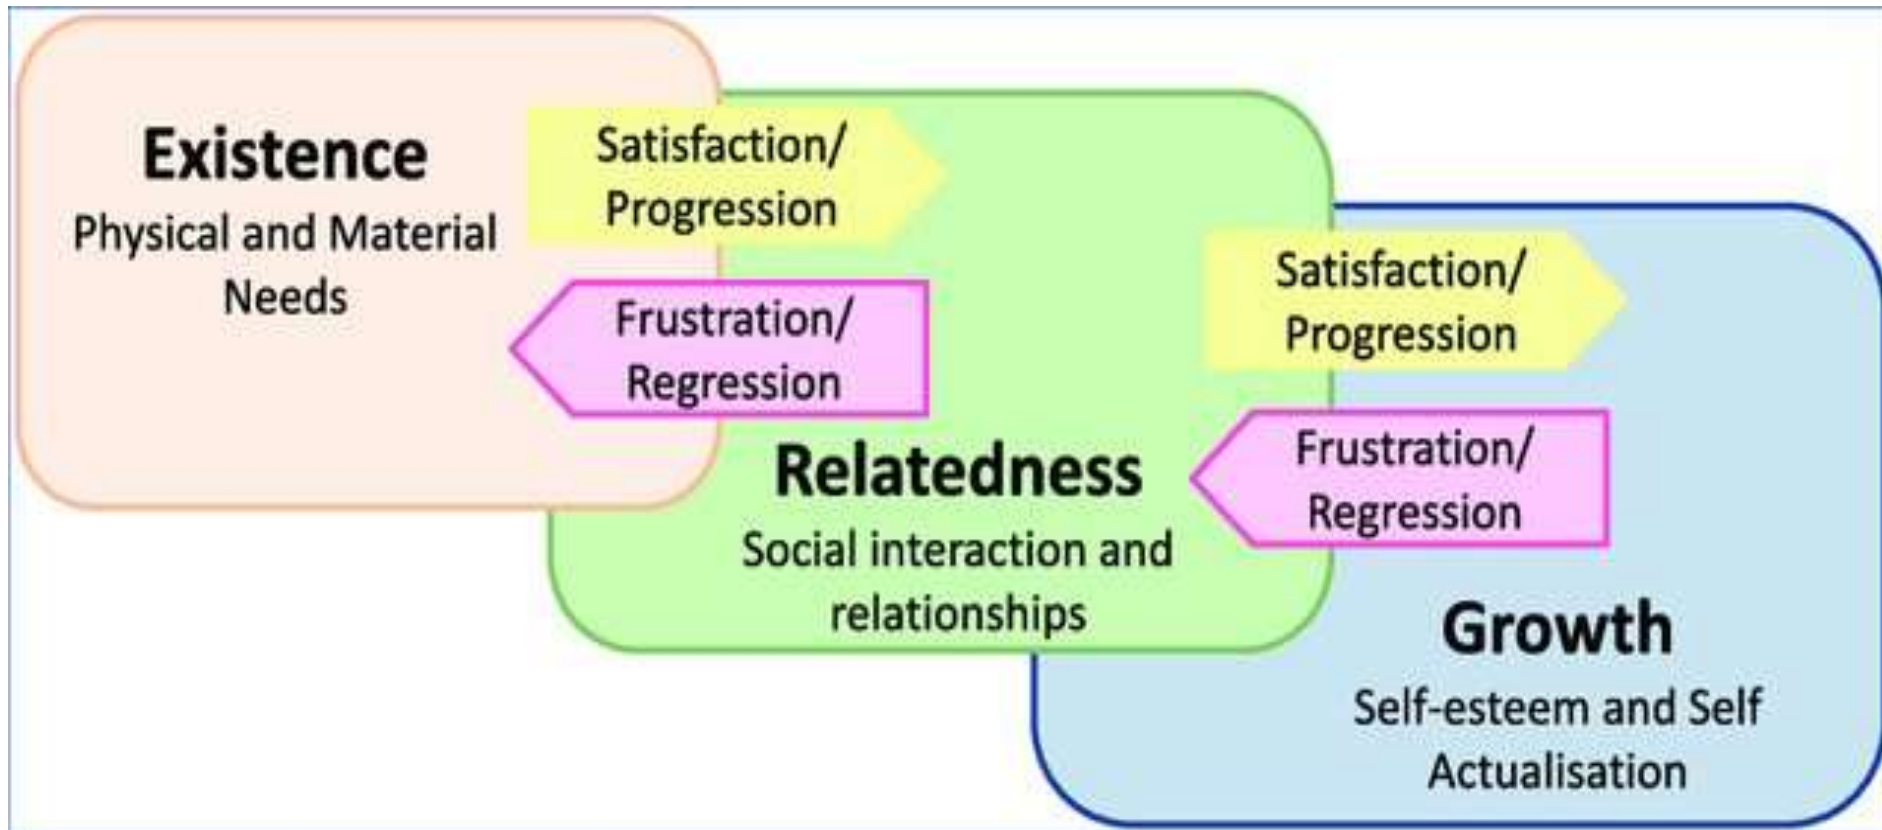 Existence
Physical and Material
Needs
Satisfaction/
Progression
Frustration/
Regression
Relatedness
Social interaction and
relationships
Satisfaction/
Progression
Frustration/
Regression
Growth
Self-esteem and Self
Actualisation